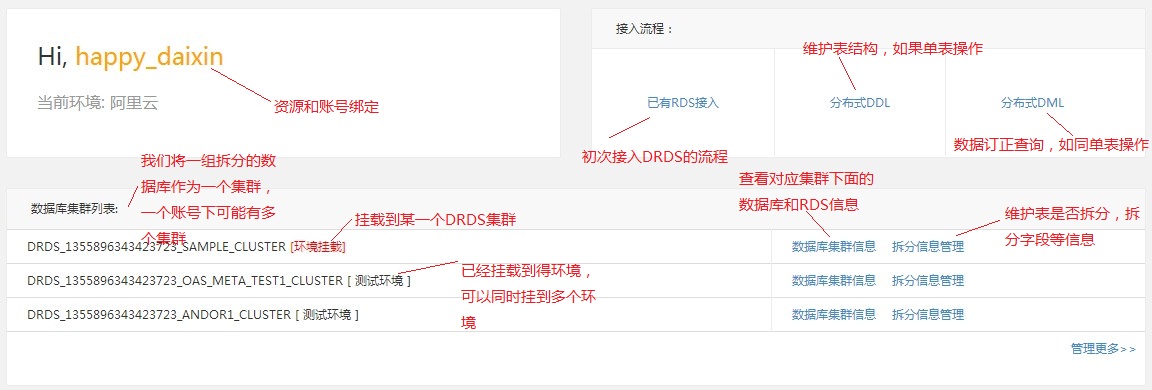 Hi, happy_daixin
当前环境: 阿里云
资源和账号绑定
接入流程：
维护表结构，如果单表操作
已有RDS接入
分布式DDL
分布式DML
初次接入DRDS的流程
数据订正查询，如同单表操作
我们将一组拆分的数
据库作为一个集群，
一个账号下可能有多
个集群
数据库集群列表:
查看对应集群下面的
数据库和RDS信息
挂载到某一个DRDS集群
维护表是否拆分，拆
分字段等信息
DRDS_1355896343423723_SAMPLE_CLUSTER [环境挂载]
数据库集群信息 拆分信息管理
DRDS_1355896343423723_OAS_META_TEST1_CLUSTER [ 测试环境 ]
数据库集群信息 拆分信息管理
已经挂载到得环境，
可以同时挂到多个环
境
DRDS_1355896343423723_ANDOR1_CLUSTER [ 测试环境 ]
数据库集群信息 拆分信息管理
管理更多>>